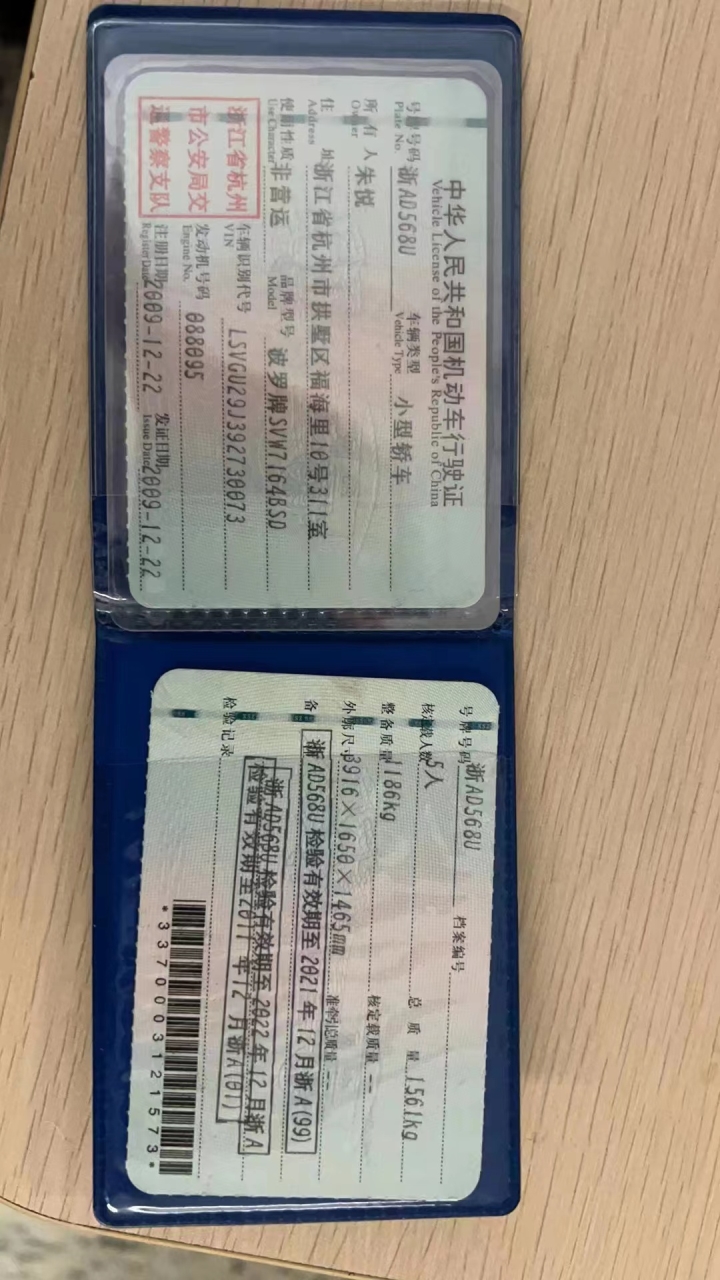 中华人民共和国机动车行驶证
Vehicle License of the People's Republic of China
号牌号码 浙AD568U 车辆类型 小型轿车
Plate No. Vehicle Type
所有人 朱悦
Owner
住址 浙江省杭州市拱墅区福海里10号311室
Address
使用性质 非营运 品牌型号 波罗牌SVW7164BSD
Use Character Model
浙江省杭州
市公安局交
通警察支队
车辆识别代号 LSVGU29J392730073
VIN
发动机号码 088095
Engine No.
注册日期 2009-12-22 发证日期 2009-12-22
Register Date Issue Date
号牌号码 浙AD568U 档案编号
核定载人数 5人 总质量 1561kg
整备质量 1186kg 核定载质量 --
外廓尺寸 3916×1650×1465mm 准牵引总质量 --
备
浙AD568U检验有效期至2021年12月浙A(99)
浙AD568U检验有效期至2022年12月浙A
检验记录 检验有效期至2011年12月浙A(01)
*3370003121573*